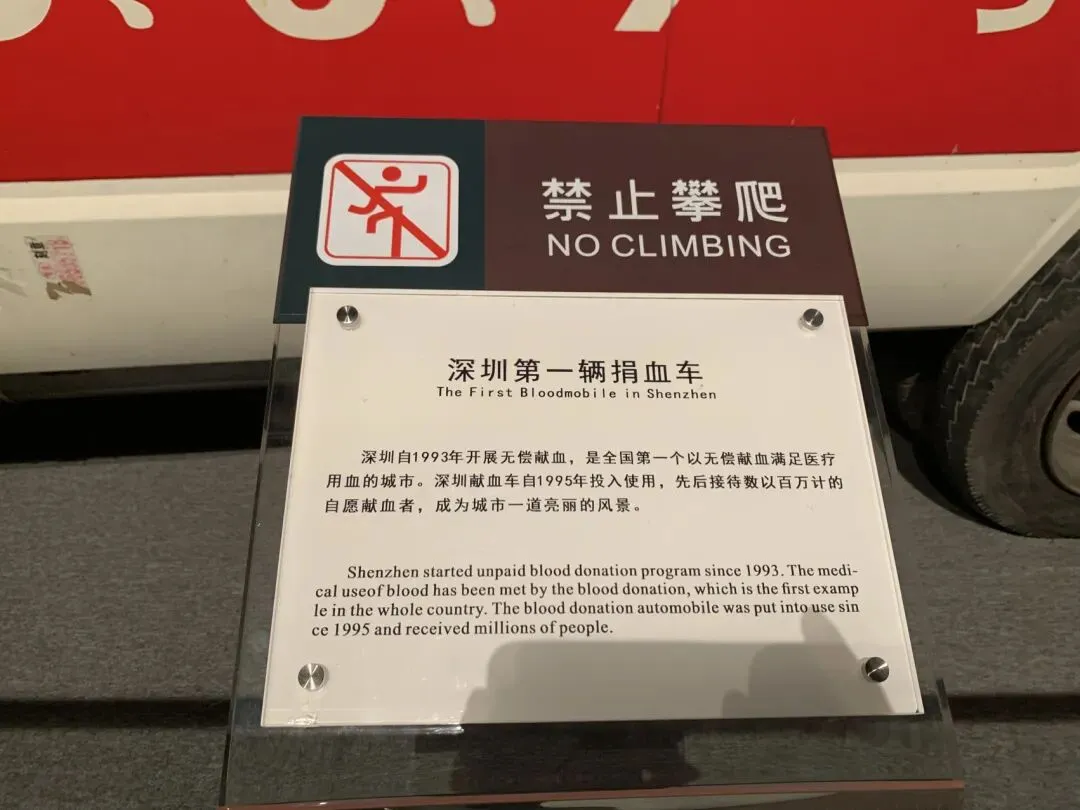 禁止攀爬
NO CLIMBING
深圳第一辆捐血车
The First Bloodmobile in Shenzhen
深圳自1993年开展无偿献血，是全国第一个以无偿献血满足医疗
用血的城市。深圳献血车自1995年投入使用，先后接待数以百万计的
自愿献血者，成为城市一道亮丽的风景。
Shenzhen started unpaid blood donation program since 1993. The medi-
cal useof blood has been met by the blood donation, which is the first examp
le in the whole country. The blood donation automobile was put into use sin
ce 1995 and received millions of people.